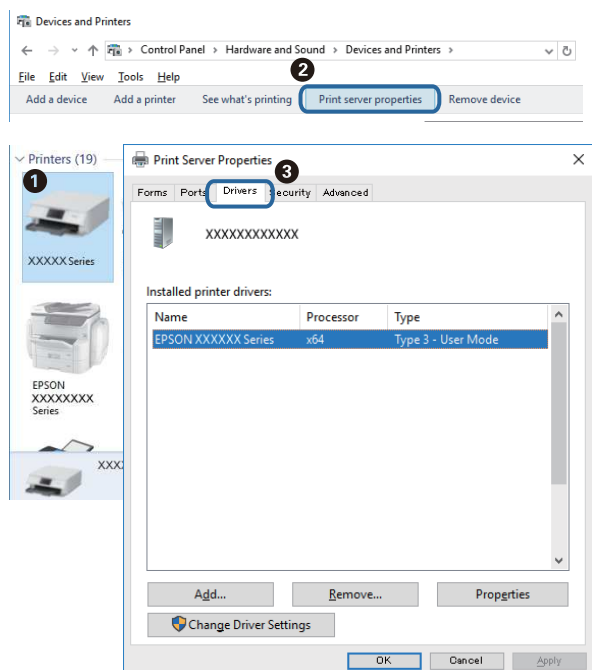 Devices and Printers
Control Panel > Hardware and Sound > Devices and Printers >
2
File Edit View Tools Help
Add a device Add a printer See what's printing Print server properties Remove device
Printers (19)
1
XXXXX Series
EPSON
XXXXXXXX
Series
XXX
Print Server Properties
3
Forms Ports Drivers Security Advanced
XXXXXXXXXXXX
Installed printer drivers:
Name Processor Type
EPSON XXXXXX Series x64 Type 3 - User Mode
Add... Remove... Properties
Change Driver Settings
OK Cancel Apply